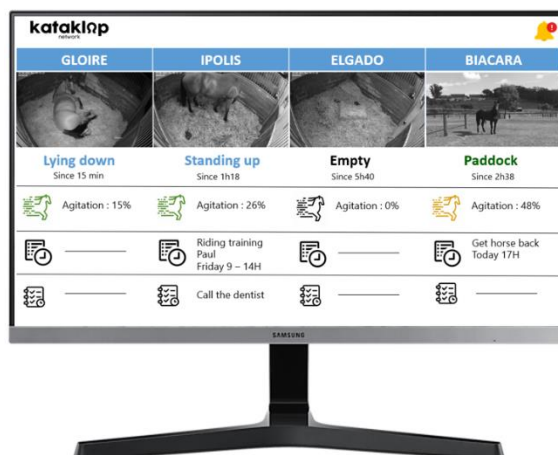 kataklop
network
1
GLOIRE IPOLIS ELGADO BIACARA
Lying down Standing up Empty Paddock
Since 15 min Since 1h18 Since 5h40 Since 2h38
Agitation : 15% Agitation : 26% Agitation : 0% Agitation : 48%
Riding training
Paul
Friday 9 – 14H
Get horse back
Today 17H
Call the dentist
SAMSUNG